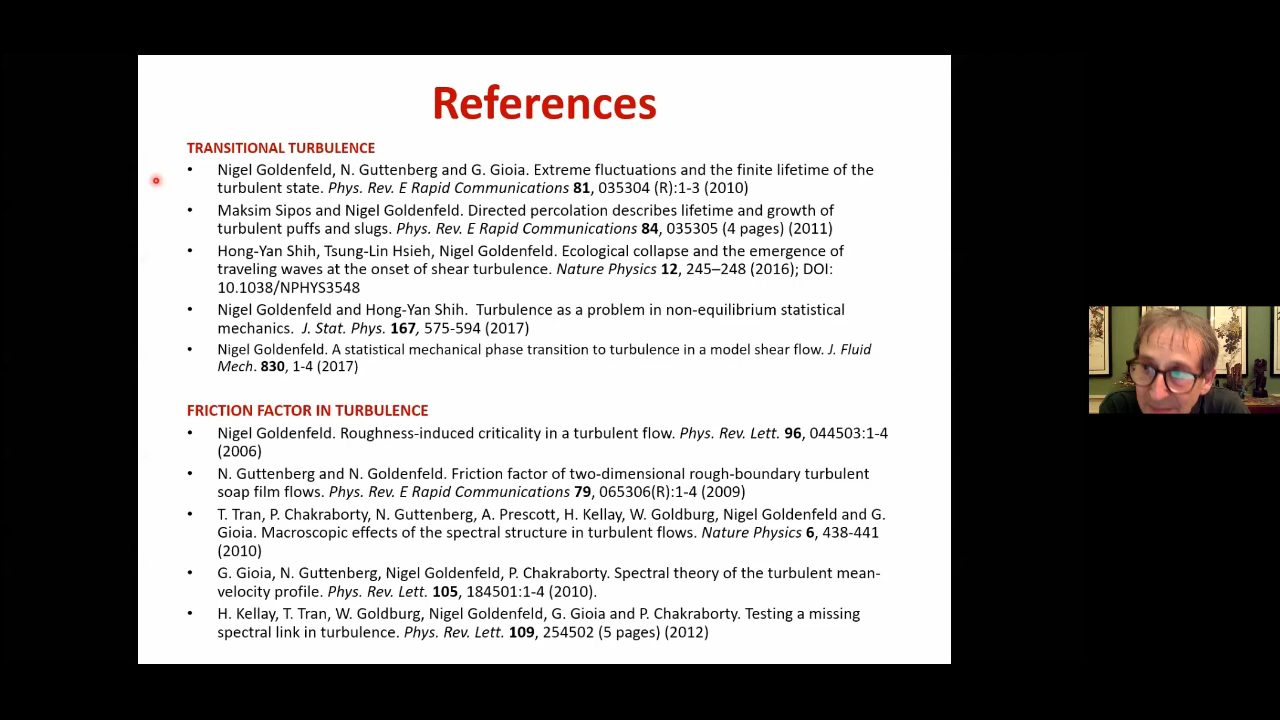 References
TRANSITIONAL TURBULENCE
• Nigel Goldenfeld, N. Guttenberg and G. Gioia. Extreme fluctuations and the finite lifetime of the
turbulent state. Phys. Rev. E Rapid Communications 81, 035304 (R):1-3 (2010)
• Maksim Sipos and Nigel Goldenfeld. Directed percolation describes lifetime and growth of
turbulent puffs and slugs. Phys. Rev. E Rapid Communications 84, 035305 (4 pages) (2011)
• Hong-Yan Shih, Tsung-Lin Hsieh, Nigel Goldenfeld. Ecological collapse and the emergence of
traveling waves at the onset of shear turbulence. Nature Physics 12, 245–248 (2016); DOI:
10.1038/NPHYS3548
• Nigel Goldenfeld and Hong-Yan Shih. Turbulence as a problem in non-equilibrium statistical
mechanics. J. Stat. Phys. 167, 575-594 (2017)
• Nigel Goldenfeld. A statistical mechanical phase transition to turbulence in a model shear flow. J. Fluid
Mech. 830, 1-4 (2017)
FRICTION FACTOR IN TURBULENCE
• Nigel Goldenfeld. Roughness-induced criticality in a turbulent flow. Phys. Rev. Lett. 96, 044503:1-4
(2006)
• N. Guttenberg and N. Goldenfeld. Friction factor of two-dimensional rough-boundary turbulent
soap film flows. Phys. Rev. E Rapid Communications 79, 065306(R):1-4 (2009)
• T. Tran, P. Chakraborty, N. Guttenberg, A. Prescott, H. Kellay, W. Goldburg, Nigel Goldenfeld and G.
Gioia. Macroscopic effects of the spectral structure in turbulent flows. Nature Physics 6, 438-441
(2010)
• G. Gioia, N. Guttenberg, Nigel Goldenfeld, P. Chakraborty. Spectral theory of the turbulent mean-
velocity profile. Phys. Rev. Lett. 105, 184501:1-4 (2010).
• H. Kellay, T. Tran, W. Goldburg, Nigel Goldenfeld, G. Gioia and P. Chakraborty. Testing a missing
spectral link in turbulence. Phys. Rev. Lett. 109, 254502 (5 pages) (2012)